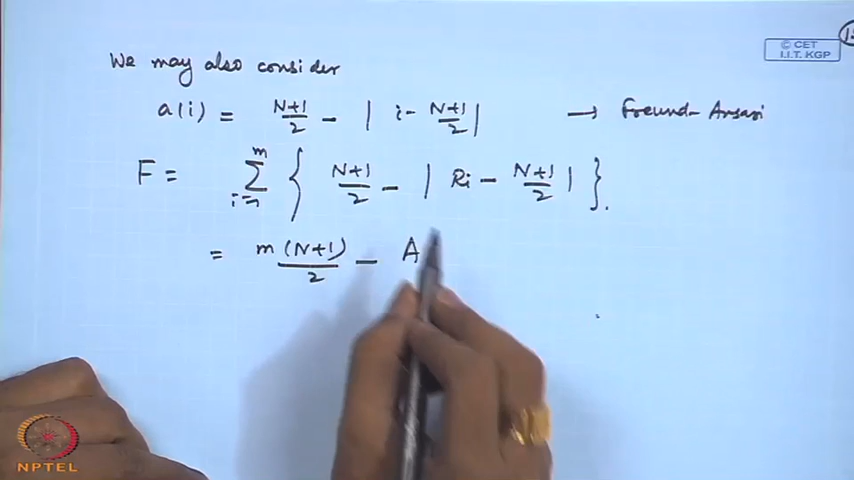 We may also consider
© CET
I.I.T. KGP
a(i) = N+1/2 - | i - N+1/2 | → Freund-Ansari
F = m Σ i=1 { N+1/2 - | Ri - N+1/2 | }.
= m(N+1)/2 - A
NPTEL